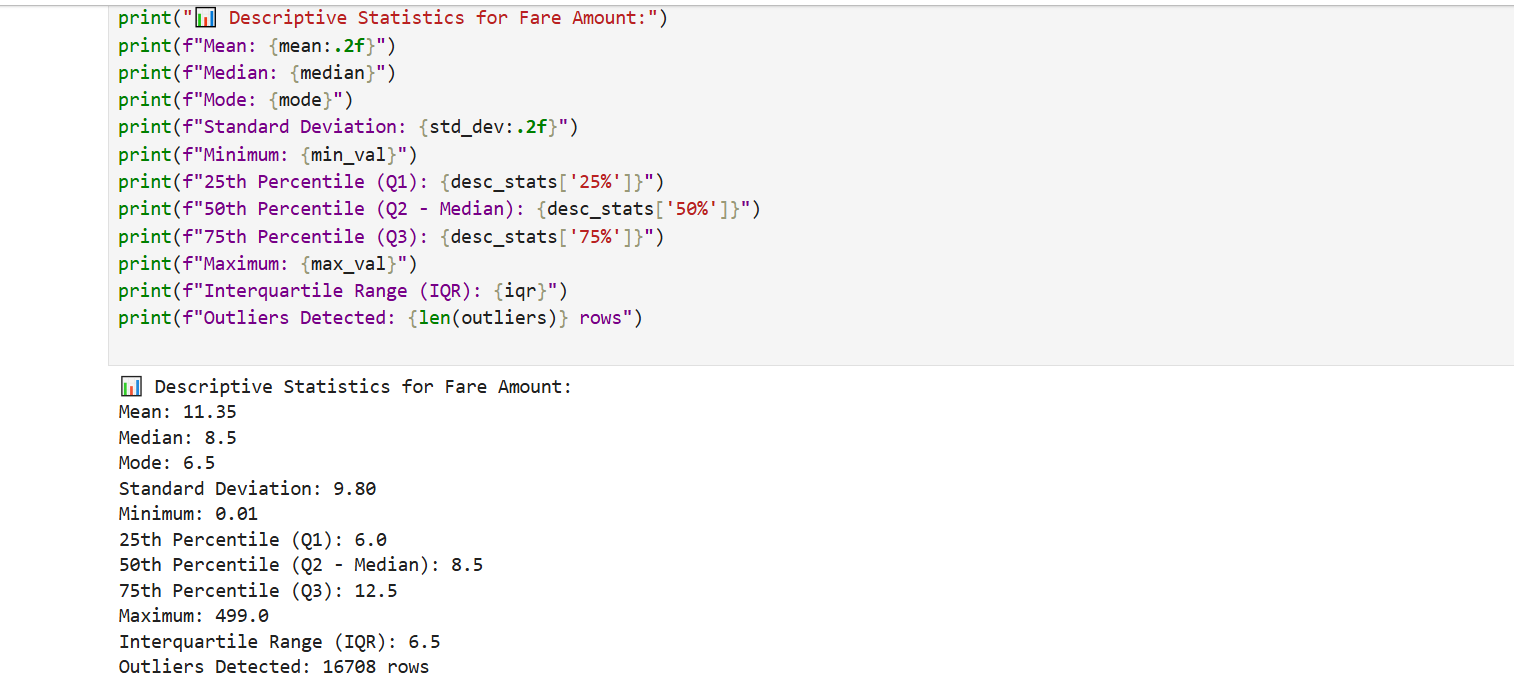 print("📊 Descriptive Statistics for Fare Amount:")
print(f"Mean: {mean:.2f}")
print(f"Median: {median}")
print(f"Mode: {mode}")
print(f"Standard Deviation: {std_dev:.2f}")
print(f"Minimum: {min_val}")
print(f"25th Percentile (Q1): {desc_stats['25%']}")
print(f"50th Percentile (Q2 - Median): {desc_stats['50%']}")
print(f"75th Percentile (Q3): {desc_stats['75%']}")
print(f"Maximum: {max_val}")
print(f"Interquartile Range (IQR): {iqr}")
print(f"Outliers Detected: {len(outliers)} rows")
📊 Descriptive Statistics for Fare Amount:
Mean: 11.35
Median: 8.5
Mode: 6.5
Standard Deviation: 9.80
Minimum: 0.01
25th Percentile (Q1): 6.0
50th Percentile (Q2 - Median): 8.5
75th Percentile (Q3): 12.5
Maximum: 499.0
Interquartile Range (IQR): 6.5
Outliers Detected: 16708 rows